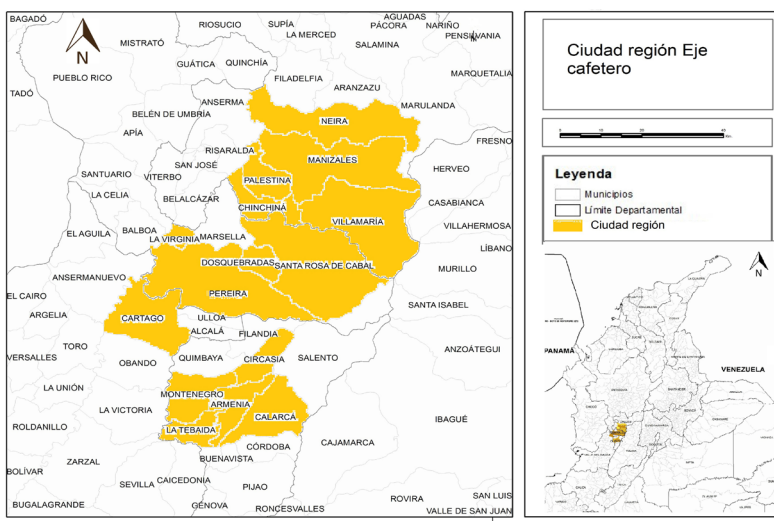 BAGADÓ
RIOSUCIO
SUPÍA
AGUADAS
LA MERCED
PÁCORA
NARIÑO
PENSILVANIA
N
MISTRATÓ
SALAMINA
GUÁTICA
QUINCHÍA
PUEBLO RICO
FILADELFIA
MARQUETALIA
ARANZAZU
TADÓ
ANSERMA
MARULANDA
BELÉN DE UMBRÍA
NEIRA
APÍA
FRESNO
RISARALDA
MANIZALES
SAN JOSÉ
HERVEO
SANTUARIO
VITERBO
PALESTINA
LA CELIA
BELALCÁZAR
CHINCHINÁ
CASABIANCA
VILLAMARÍA
VILLAHERMOSA
EL AGUILA
BALBOA
LA VIRGINIA
MARSELLA
LÍBANO
DOSQUEBRADAS
SANTA ROSA DE CABAL
MURILLO
ANSERMANUEVO
PEREIRA
EL CAIRO
SANTA ISABEL
ARGELIA
CARTAGO
ULLOA
ALCALÁ
FILANDIA
TORO
ANZOÁTEGUI
VERSALLES
OBANDO
QUIMBAYA
CIRCASIA
SALENTO
LA UNIÓN
MONTENEGRO
ARMENIA
LA VICTORIA
CALARCÁ
IBAGUÉ
ROLDANILLO
LA TEBAIDA
CAJAMARCA
CÓRDOBA
BUENAVISTA
ZARZAL
BOLÍVAR
CAICEDONIA
SEVILLA
PIJAO
ROVIRA
SAN LUIS
BUGALAGRANDE
GÉNOVA
RONCESVALLES
VALLE DE SAN JUAN
Ciudad región Eje
cafetero
Leyenda
Municipios
Límite Departamental
Ciudad región
N
PANAMÁ
VENEZUELA